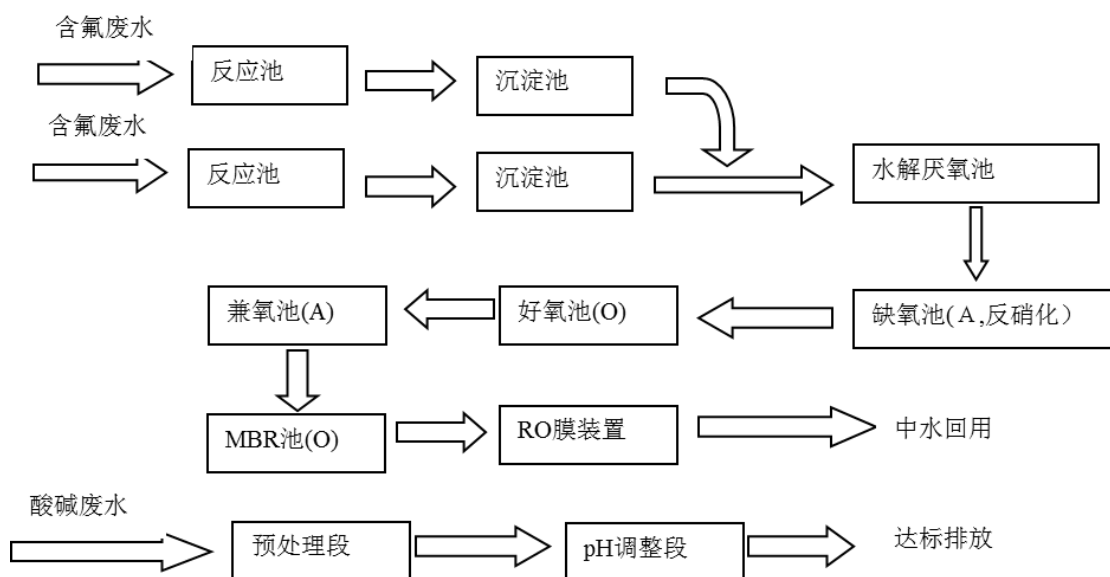 含氟废水
反应池
沉淀池
含氟废水
反应池
沉淀池
水解厌氧池
兼氧池(A)
好氧池(O)
缺氧池(A,反硝化）
MBR池(O)
RO膜装置
中水回用
酸碱废水
预处理段
pH调整段
达标排放